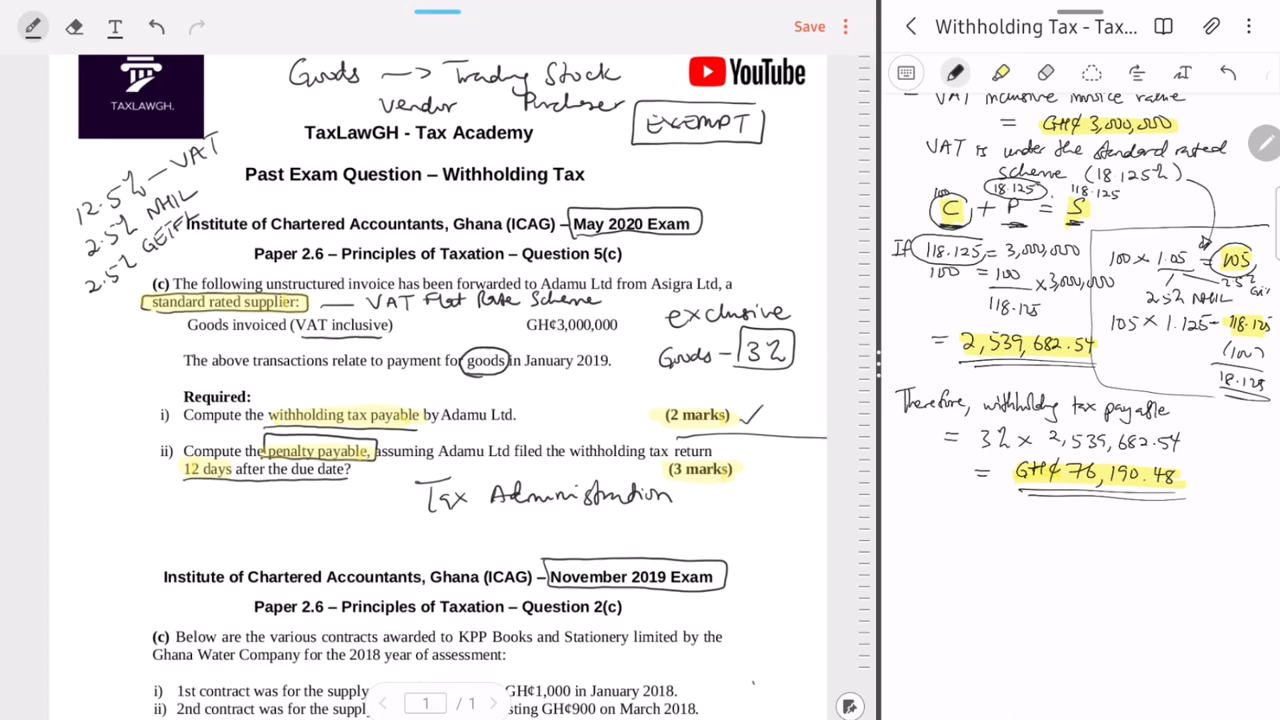 Save
Goods -> Trading Stock
vendor Purchaser
EXEMPT
YouTube
TAXLAWGH.
TaxLawGH - Tax Academy
12.5% - VAT
2.5% NHIL
2.5% GETFL
Past Exam Question – Withholding Tax
Institute of Chartered Accountants, Ghana (ICAG) – May 2020 Exam
Paper 2.6 – Principles of Taxation – Question 5(c)
(c) The following unstructured invoice has been forwarded to Adamu Ltd from Asigra Ltd, a
standard rated supplier: — VAT Flat Rate Scheme
Goods invoiced (VAT inclusive) GH¢3,000,000
exclusive
Goods - 3%
The above transactions relate to payment for goods in January 2019.
Required:
i) Compute the withholding tax payable by Adamu Ltd. (2 marks)
ii) Compute the penalty payable, assuming Adamu Ltd filed the withholding tax return
12 days after the due date? (3 marks)
Tax Administration
Institute of Chartered Accountants, Ghana (ICAG) – November 2019 Exam
Paper 2.6 – Principles of Taxation – Question 2(c)
(c) Below are the various contracts awarded to KPP Books and Stationery limited by the
Ghana Water Company for the 2018 year of assessment:
i) 1st contract was for the supply GH¢1,000 in January 2018.
ii) 2nd contract was for the suppl sting GH¢900 on March 2018.
1 / 1
Withholding Tax - Tax...
VAT inclusive invoice value
= GH¢ 3,000,000
VAT is under the standard rated
scheme (18.125%)
100 18.125 118.125
C + P = S
If 118.125 = 3,000,000
100 = 100 × 3,000,000
118.125
= 2,539,682.54
100 × 1.05 = 105
2.5% NHIL 2.5%
105 × 1.125 - 118.125
(100)
18.125
Therefore, withholding tax payable
= 3% × 2,539,682.54
= GH¢ 76,190.48